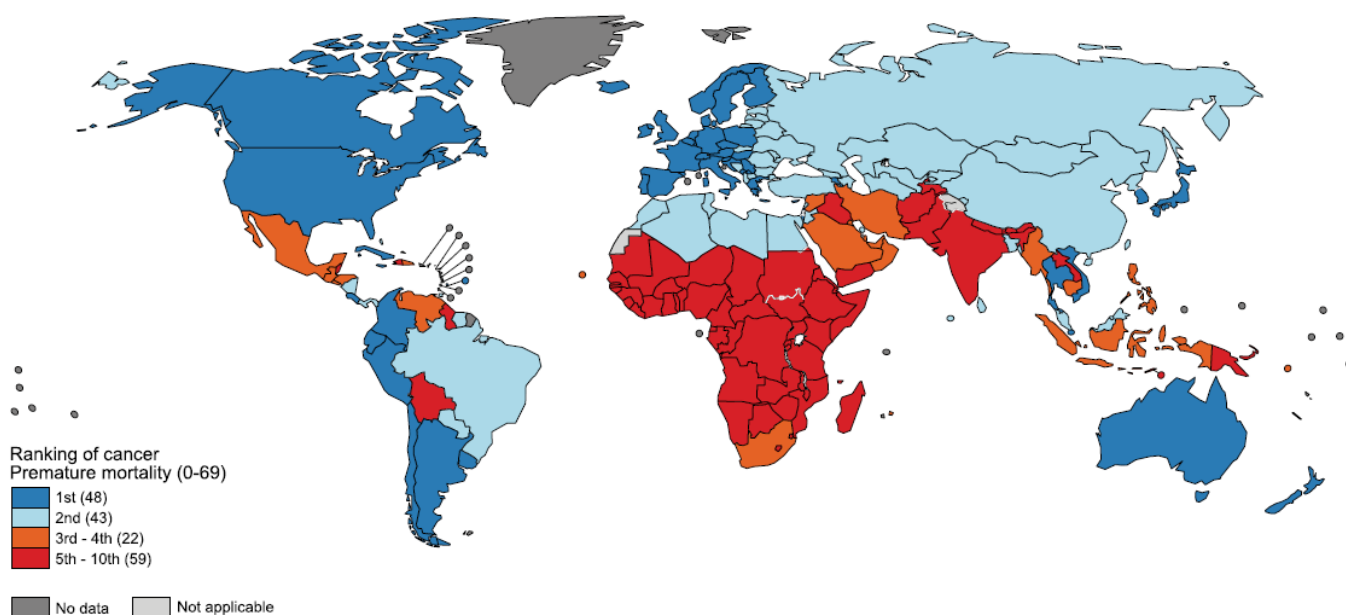 Ranking of cancer
Premature mortality (0-69)
1st (48)
2nd (43)
3rd - 4th (22)
5th - 10th (59)
No data
Not applicable